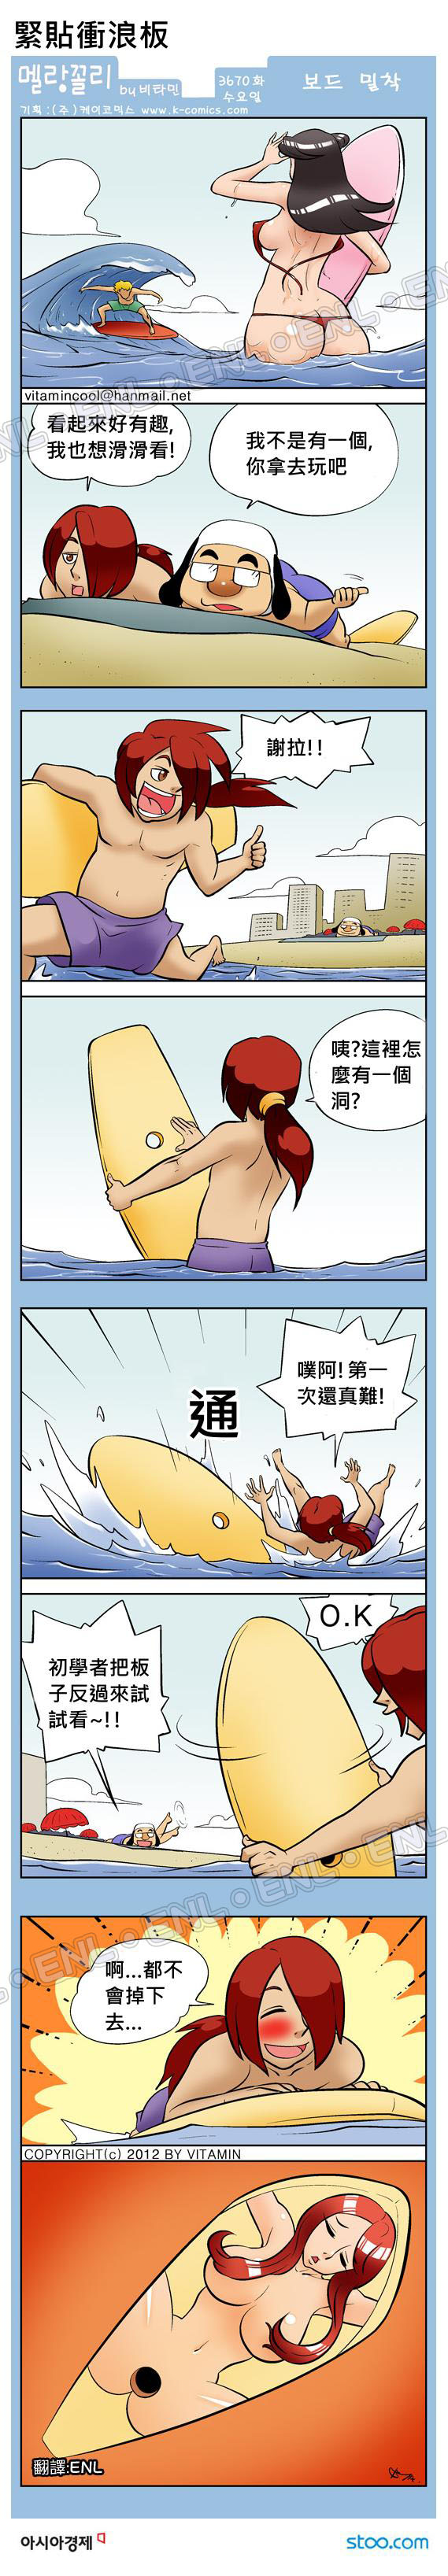 緊貼衝浪板
멜랑꼴리 by 비타민
3670화
수요일
보드 밀착
기획 : (주)케이코믹스 www.k-comics.com
vitamincool@hanmail.net
看起來好有趣,
我也想滑滑看!
我不是有一個,
你拿去玩吧
謝拉!!
咦?這裡怎
麼有一個
洞?
通
噗阿! 第一
次還真難!
初學者把板
子反過來試
試看~!!
O.K
啊...都不
會掉下
去...
COPYRIGHT(c) 2012 BY VITAMIN
翻譯:ENL
아시아경제
stoo.com
ENL